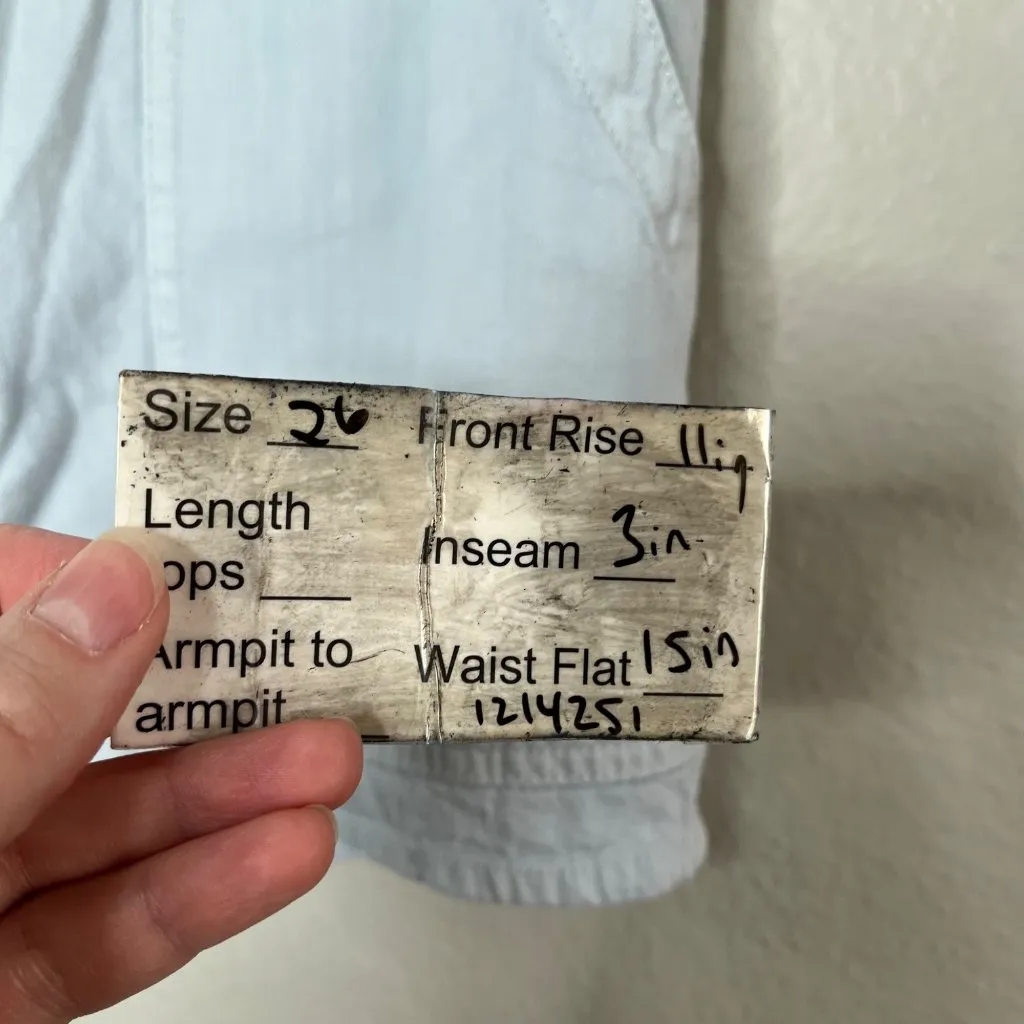 Size 26
Length
ops
Armpit to
armpit
Front Rise 11in
Inseam 3in
Waist Flat 15in
1214251